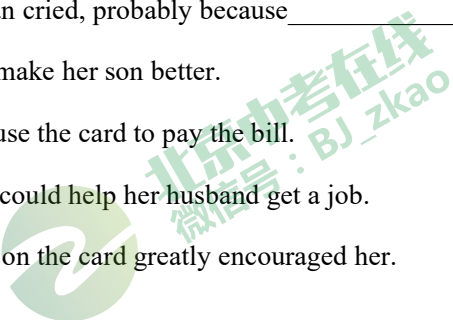 n cried, probably because____________
make her son better.
use the card to pay the bill.
could help her husband get a job.
on the card greatly encouraged her.
北京中考在线
微信号：BJ_zkao